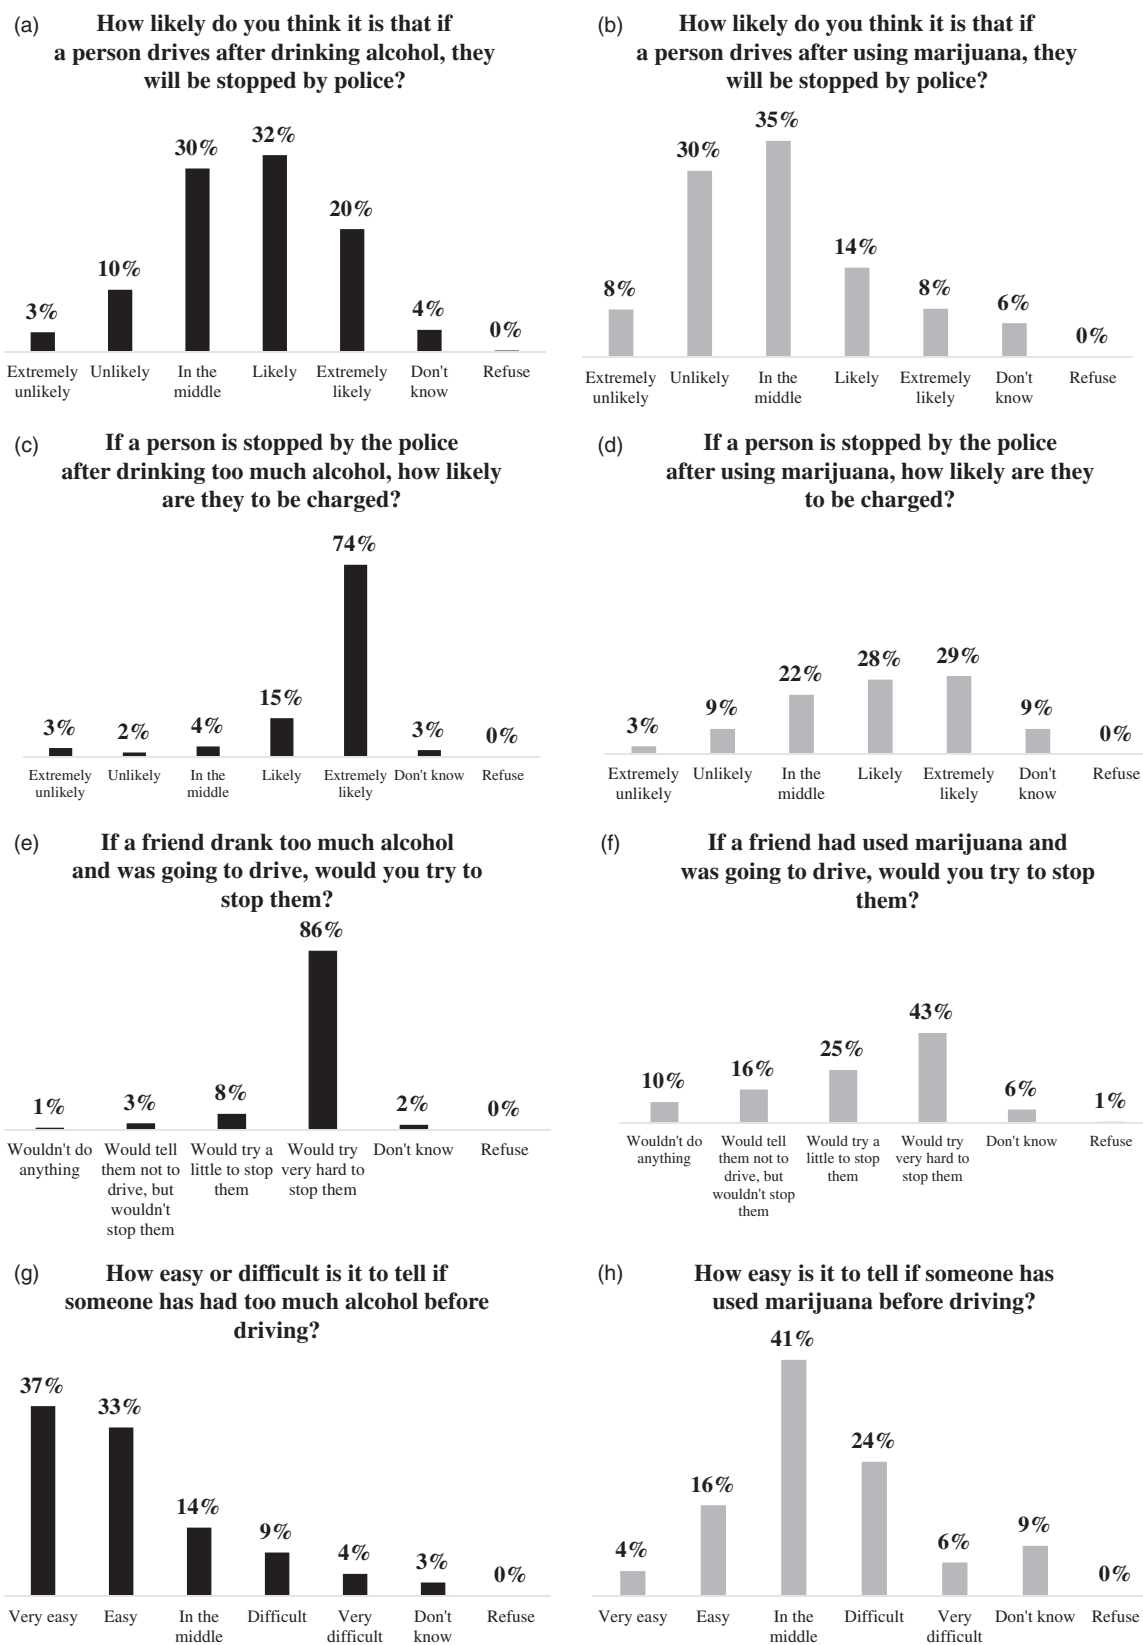 (a)
How likely do you think it is that if
a person drives after drinking alcohol, they
will be stopped by police?
3%
10%
30%
32%
20%
4%
0%
Extremely
unlikely
Unlikely
In the
middle
Likely
Extremely
likely
Don't
know
Refuse
(b)
How likely do you think it is that if
a person drives after using marijuana, they
will be stopped by police?
8%
30%
35%
14%
8%
6%
0%
Extremely
unlikely
Unlikely
In the
middle
Likely
Extremely
likely
Don't
know
Refuse
(c)
If a person is stopped by the police
after drinking too much alcohol, how likely
are they to be charged?
3%
2%
4%
15%
74%
3%
0%
Extremely
unlikely
Unlikely
In the
middle
Likely
Extremely
likely
Don't know
Refuse
(d)
If a person is stopped by the police
after using marijuana, how likely are they
to be charged?
3%
9%
22%
28%
29%
9%
0%
Extremely
unlikely
Unlikely
In the
middle
Likely
Extremely
likely
Don't
know
Refuse
(e)
If a friend drank too much alcohol
and was going to drive, would you try to
stop them?
1%
3%
8%
86%
2%
0%
Wouldn't do
anything
Would tell
them not to
drive, but
wouldn't
stop them
Would try a
little to stop
them
Would try
very hard to
stop them
Don't know
Refuse
(f)
If a friend had used marijuana and
was going to drive, would you try to stop
them?
10%
16%
25%
43%
6%
1%
Wouldn't do
anything
Would tell
them not to
drive, but
wouldn't stop
them
Would try a
little to stop
them
Would try
very hard to
stop them
Don't know
Refuse
(g)
How easy or difficult is it to tell if
someone has had too much alcohol before
driving?
37%
33%
14%
9%
4%
3%
0%
Very easy
Easy
In the
middle
Difficult
Very
difficult
Don't
know
Refuse
(h)
How easy is it to tell if someone has
used marijuana before driving?
4%
16%
41%
24%
6%
9%
0%
Very easy
Easy
In the
middle
Difficult
Very
difficult
Don't know
Refuse